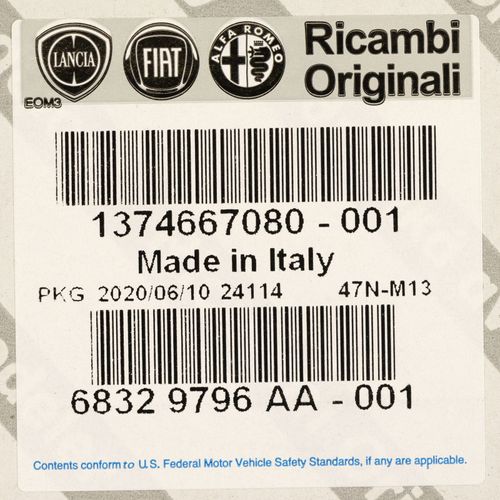 LANCIA
FIAT
ALFA ROMEO
Ricambi
Originali
EOM3
1374667080 - 001
Made in Italy
PKG 2020/06/10 24114 47N-M13
6832 9796 AA - 001
Contents conform to U.S. Federal Motor Vehicle Safety Standards, if any are applicable.